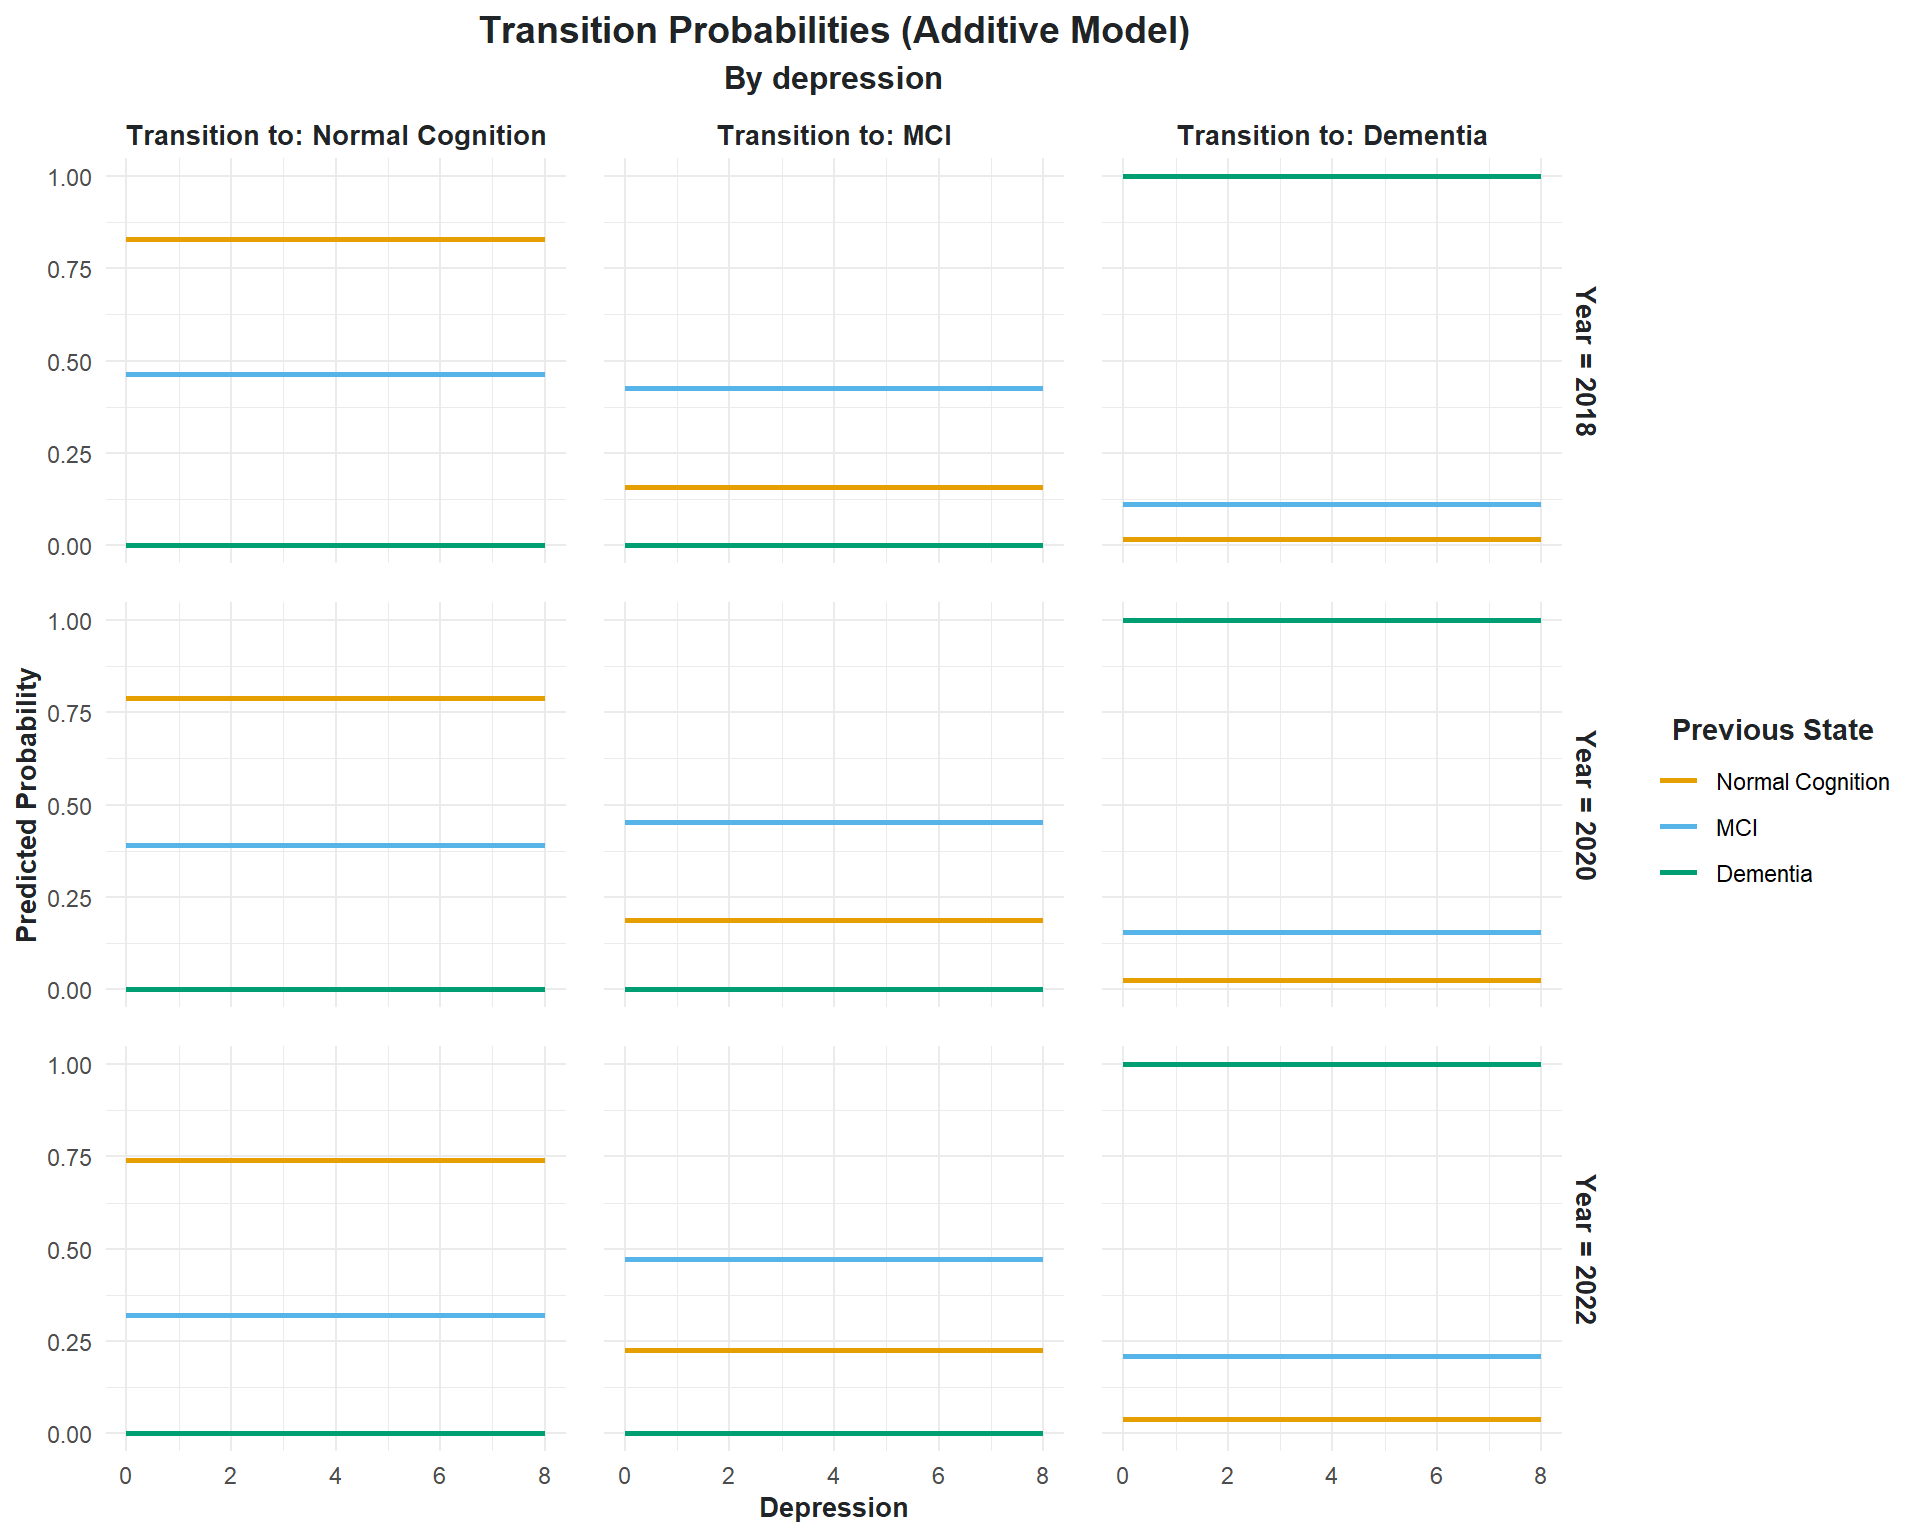 Transition Probabilities (Additive Model)
By depression
Transition to: Normal Cognition
Transition to: MCI
Transition to: Dementia
1.00
0.75
0.50
0.25
0.00
Year = 2018
1.00
0.75
0.50
0.25
0.00
Year = 2020
1.00
0.75
0.50
0.25
0.00
Year = 2022
Predicted Probability
0 2 4 6 8
0 2 4 6 8
0 2 4 6 8
Depression
Previous State
Normal Cognition
MCI
Dementia